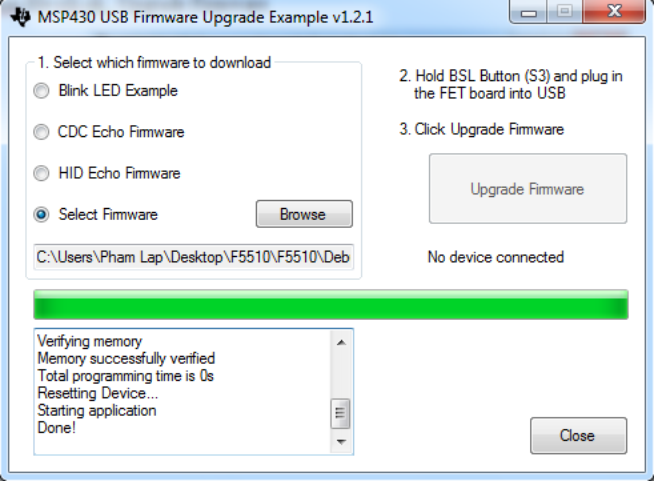 MSP430 USB Firmware Upgrade Example v1.2.1
1. Select which firmware to download
Blink LED Example
CDC Echo Firmware
HID Echo Firmware
Select Firmware
Browse
C:\Users\Pham Lap\Desktop\F5510\F5510\Deb
2. Hold BSL Button (S3) and plug in
the FET board into USB
3. Click Upgrade Firmware
Upgrade Firmware
No device connected
Verifying memory
Memory successfully verified
Total programming time is 0s
Resetting Device...
Starting application
Done!
Close